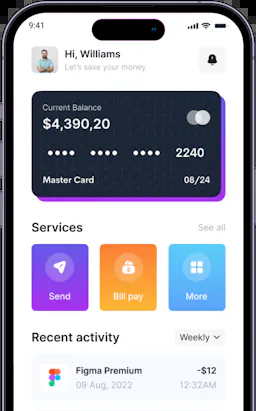 9:41
Hi, Williams
Let's save your money
Current Balance
$4,390,20
•••• •••• •••• 2240
Master Card 08/24
Services See all
Send Bill pay More
Recent activity Weekly
Figma Premium -$12
09 Aug, 2022 12:32AM